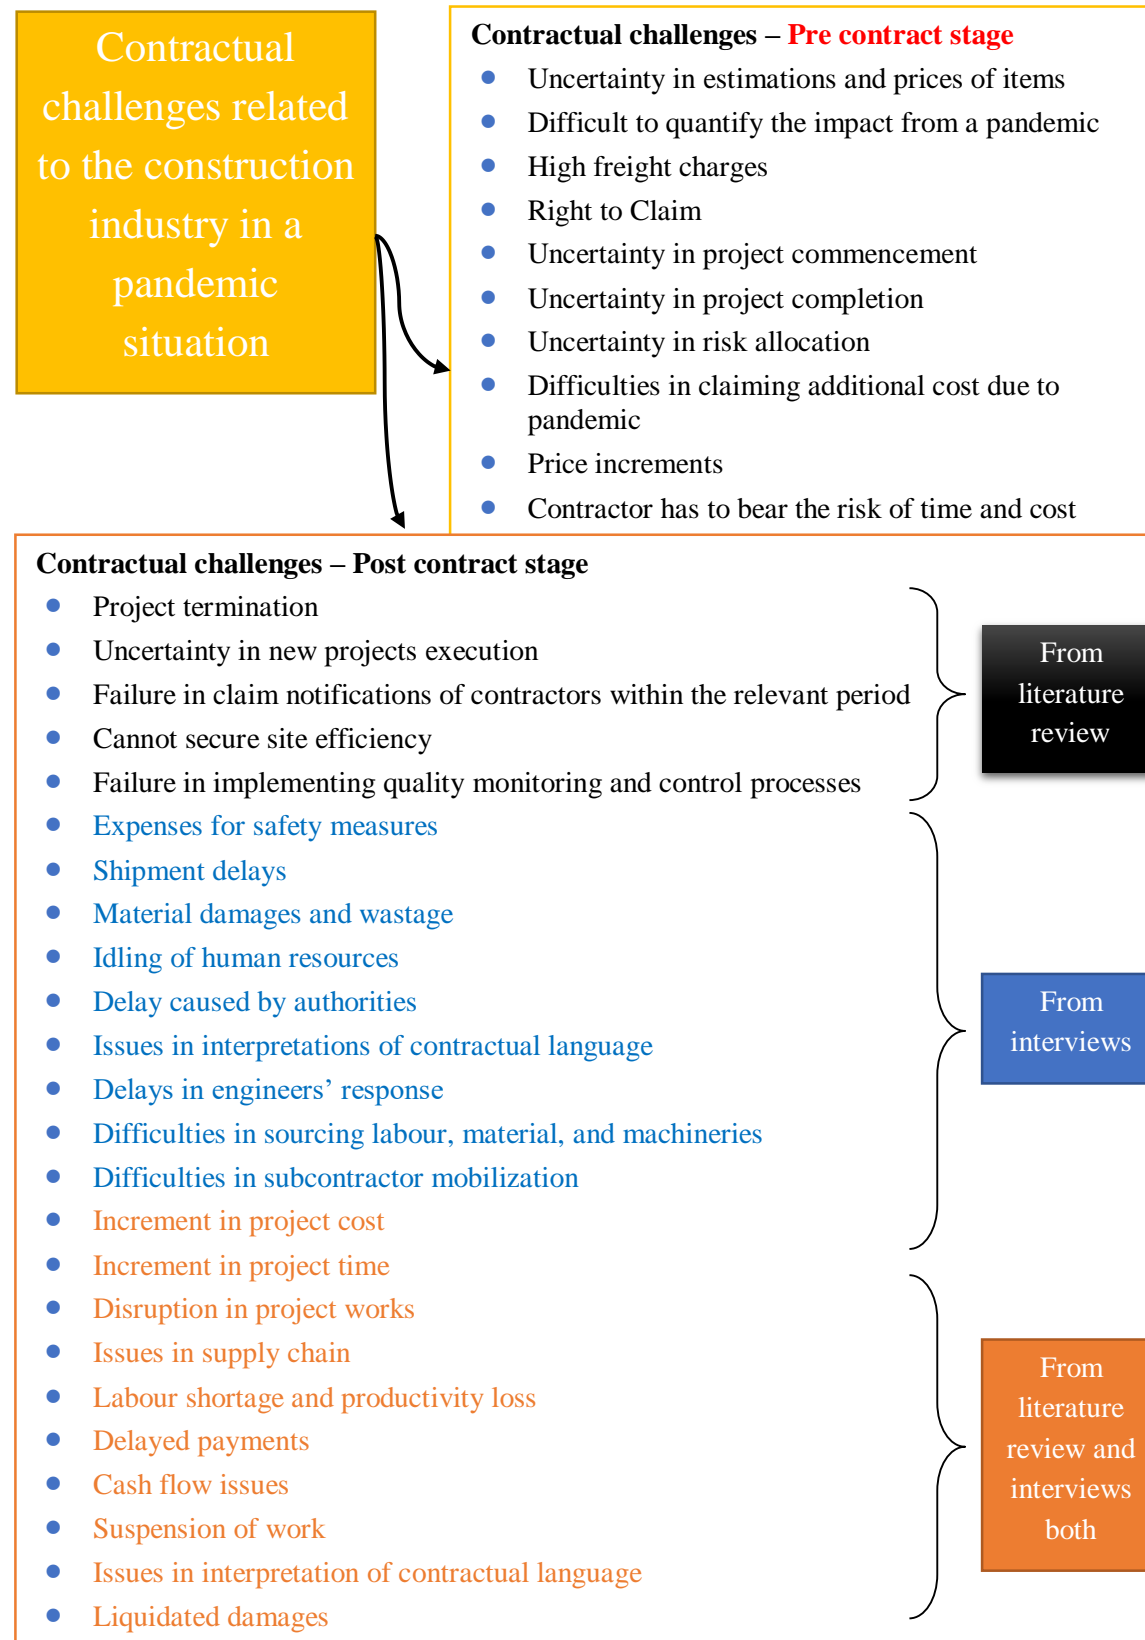 Contractual
challenges related
to the construction
industry in a
pandemic
situation
Contractual challenges – Pre contract stage
Uncertainty in estimations and prices of items
Difficult to quantify the impact from a pandemic
High freight charges
Right to Claim
Uncertainty in project commencement
Uncertainty in project completion
Uncertainty in risk allocation
Difficulties in claiming additional cost due to
pandemic
Price increments
Contractor has to bear the risk of time and cost
Contractual challenges – Post contract stage
Project termination
Uncertainty in new projects execution
Failure in claim notifications of contractors within the relevant period
Cannot secure site efficiency
Failure in implementing quality monitoring and control processes
From
literature
review
Expenses for safety measures
Shipment delays
Material damages and wastage
Idling of human resources
Delay caused by authorities
Issues in interpretations of contractual language
Delays in engineers’ response
Difficulties in sourcing labour, material, and machineries
Difficulties in subcontractor mobilization
From
interviews
Increment in project cost
Increment in project time
Disruption in project works
Issues in supply chain
Labour shortage and productivity loss
Delayed payments
Cash flow issues
Suspension of work
Issues in interpretation of contractual language
Liquidated damages
From
literature
review and
interviews
both